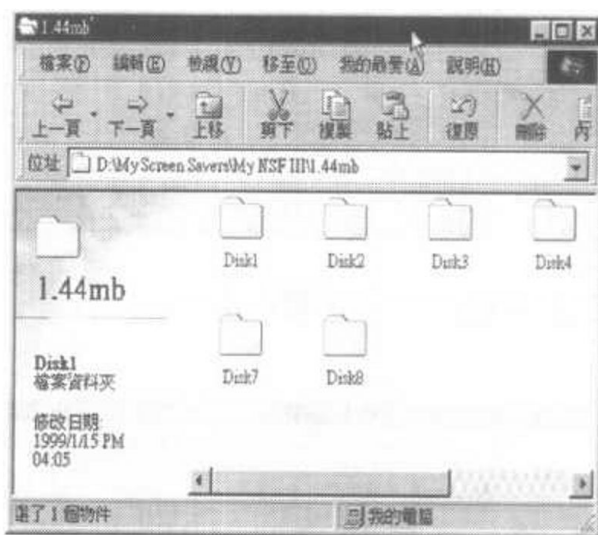 1.44mb
檔案(F) 編輯(E) 檢視(V) 移至(G) 我的最愛(A) 說明(H)
上一頁 下一頁 上移 剪下 複製 貼上 復原 刪除 內
位址 D:\My Screen Savers\My NSF III\1.44mb
1.44mb
Disk1 Disk2 Disk3 Disk4
Disk7 Disk8
Disk1
檔案資料夾
修改日期:
1999/1/15 PM
04:05
選了 1 個物件 我的電腦